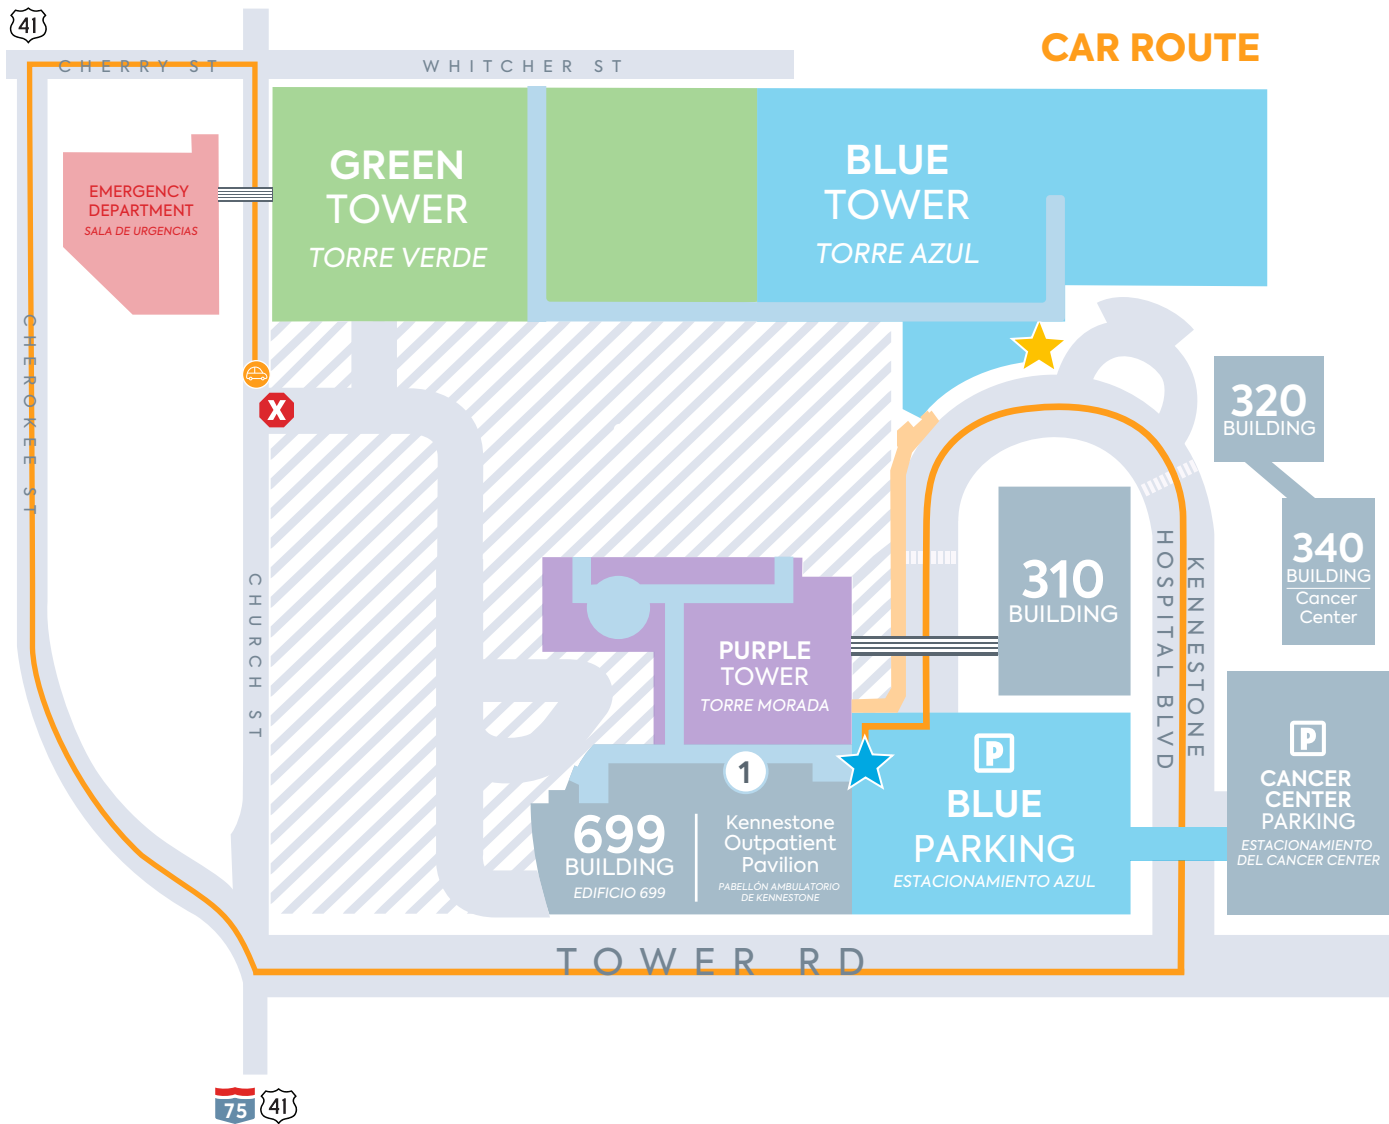 41
CAR ROUTE
CHERRY ST
WHITCHER ST
GREEN
TOWER
TORRE VERDE
BLUE
TOWER
TORRE AZUL
EMERGENCY
DEPARTMENT
SALA DE URGENCIAS
CHEROKEE ST
X
320
BUILDING
340
BUILDING
Cancer
Center
310
BUILDING
KENNESTONE
HOSPITAL BLVD
CHURCH ST
PURPLE
TOWER
TORRE MORADA
1
P
BLUE
PARKING
ESTACIONAMIENTO AZUL
P
CANCER
CENTER
PARKING
ESTACIONAMIENTO
DEL CANCER CENTER
699
BUILDING
EDIFICIO 699
Kennestone
Outpatient
Pavilion
PABELLÓN AMBULATORIO
DE KENNESTONE
TOWER RD
75
41